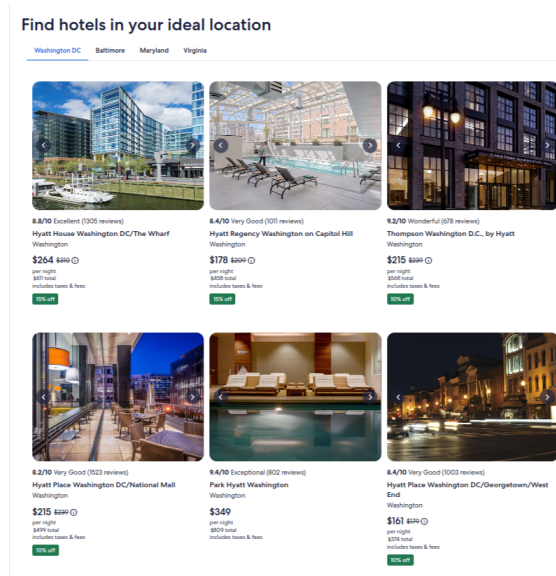 Find hotels in your ideal location
Washington DC Baltimore Maryland Virginia
8.8/10 Excellent (1305 reviews)
Hyatt House Washington DC/The Wharf
Washington
$264 $310
per night
$611 total
includes taxes & fees
15% off
8.4/10 Very Good (1011 reviews)
Hyatt Regency Washington on Capitol Hill
Washington
$178 $209
per night
$458 total
includes taxes & fees
15% off
9.2/10 Wonderful (678 reviews)
Thompson Washington D.C., by Hyatt
Washington
$215 $239
per night
$568 total
includes taxes & fees
10% off
8.2/10 Very Good (1523 reviews)
Hyatt Place Washington DC/National Mall
Washington
$215 $239
per night
$499 total
includes taxes & fees
10% off
9.4/10 Exceptional (802 reviews)
Park Hyatt Washington
Washington
$349
per night
$809 total
includes taxes & fees
8.4/10 Very Good (1003 reviews)
Hyatt Place Washington DC/Georgetown/West
End
Washington
$161 $179
per night
$374 total
includes taxes & fees
10% off